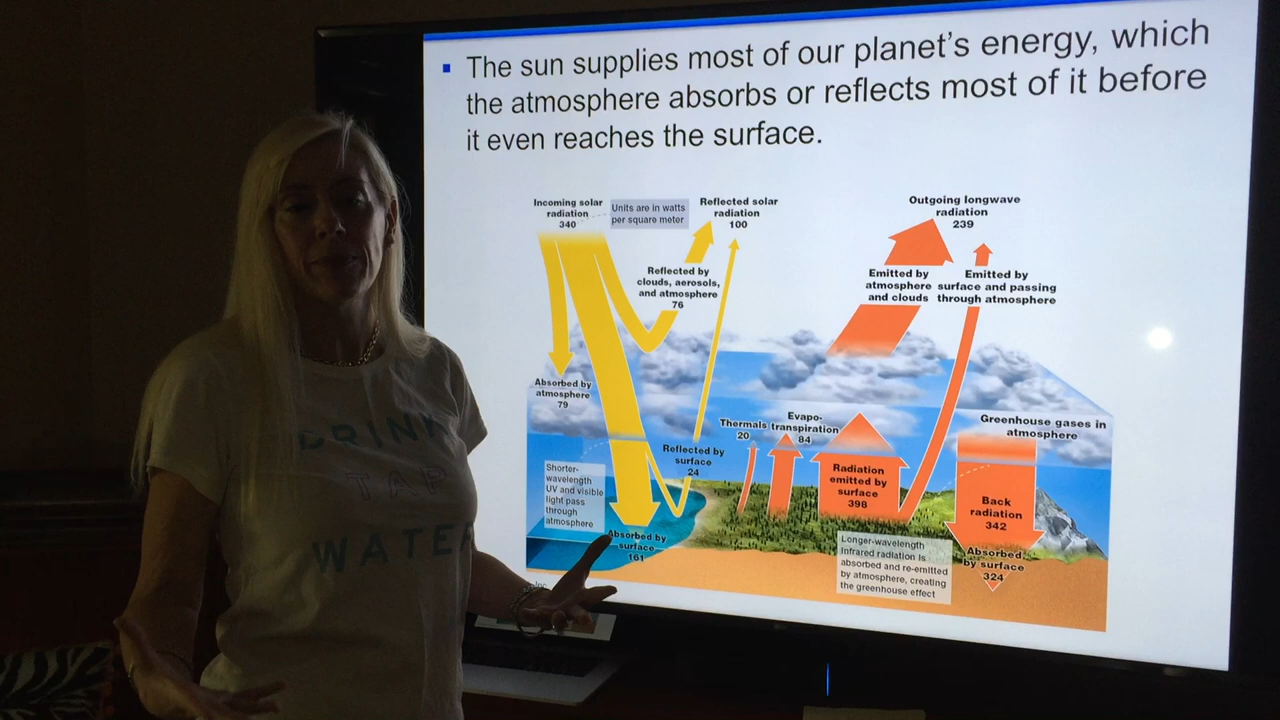 The sun supplies most of our planet's energy, which
the atmosphere absorbs or reflects most of it before
it even reaches the surface.
Incoming solar
radiation
340
Units are in watts
per square meter
Reflected solar
radiation
100
Outgoing longwave
radiation
239
Reflected by
clouds, aerosols,
and atmosphere
76
Emitted by
atmosphere
and clouds
Emitted by
surface and passing
through atmosphere
Absorbed by
atmosphere
79
Thermals
20
Evapo-
transpiration
84
Greenhouse gases in
atmosphere
Reflected by
surface
24
Shorter-
wavelength
UV and visible
light pass
through
atmosphere
Radiation
emitted by
surface
398
Back
radiation
342
Absorbed by
surface
161
Longer-wavelength
infrared radiation is
absorbed and re-emitted
by atmosphere, creating
the greenhouse effect
Absorbed
by surface
324
DRINK
TAP
WATER